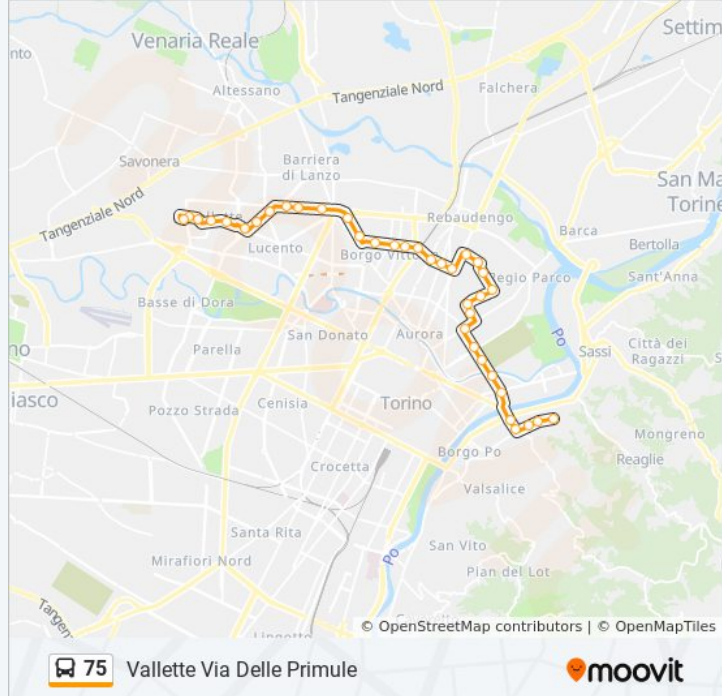 Settim
Venaria Reale
nto
Altessano
Tangenziale Nord
Falchera
Savonera
Barriera
di Lanzo
San Ma
Torine
Tangenziale Nord
Rebaudengo
Barca
Lucento
Borgo Vitto
Bertolla
Regio Parco
Sant'Anna
Basse di Dora
San Donato
Aurora
Po
Sassi
Città dei
Ragazzi
S
no
Parella
iasco
Pozzo Strada
Cenisia
Torino
Mongreno
Borgo Po
Reaglie
Crocetta
Valsalice
Santa Rita
San Vito
Po
Pian del Lot
Mirafiori Nord
Tangen
Lingotto
© OpenStreetMap contributors | © OpenMapTiles
75 Vallette Via Delle Primule
moovit